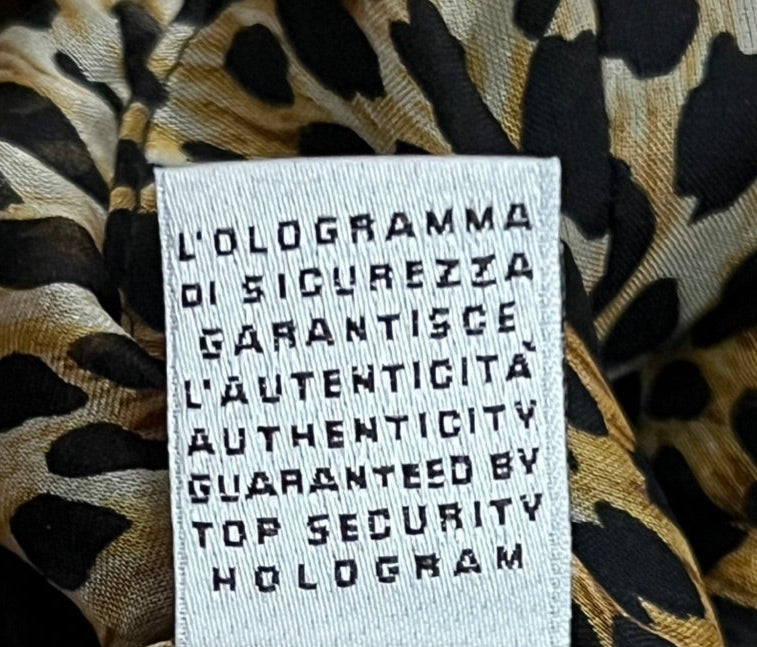 L'OLOGRAMMA
DI SICUREZZA
GARANTISCE
L'AUTENTICITÀ
AUTHENTICITY
GUARANTEED BY
TOP SECURITY
HOLOGRAM